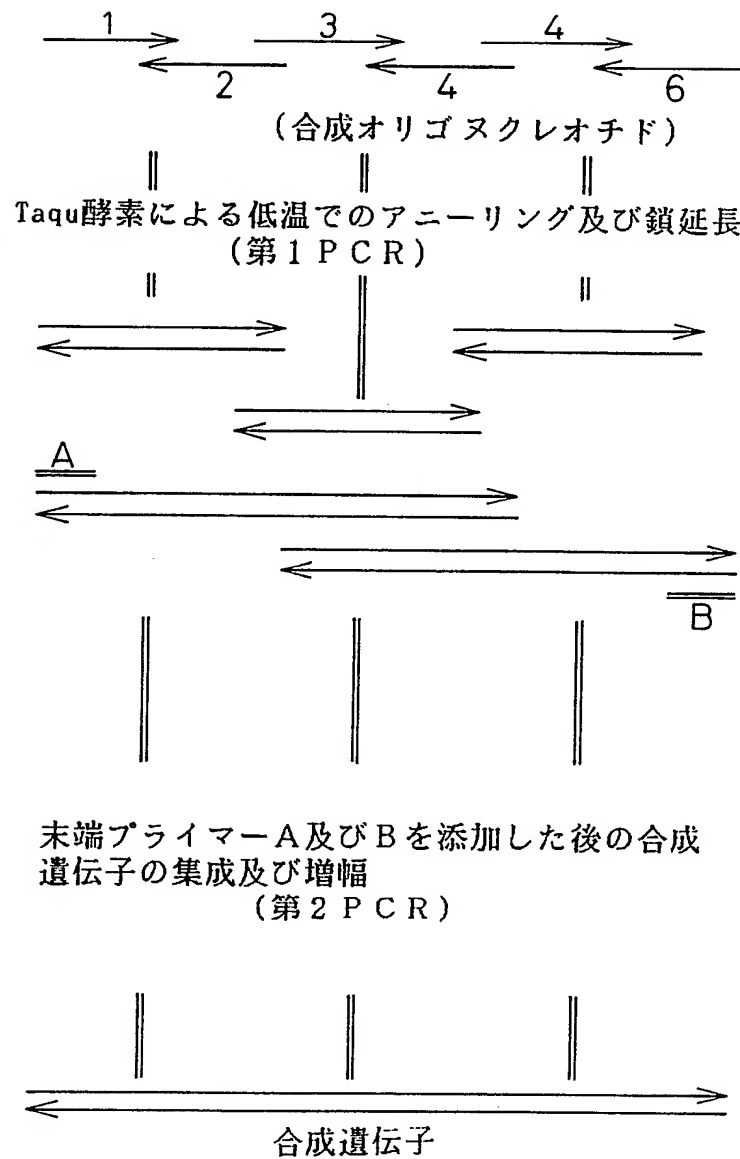 1 3 4
2 4 6
(合成オリゴヌクレオチド)
Taqu酵素による低温でのアニーリング及び鎖延長
(第1PCR)
A
B
末端プライマーA及びBを添加した後の合成
遺伝子の集成及び増幅
(第2PCR)
合成遺伝子